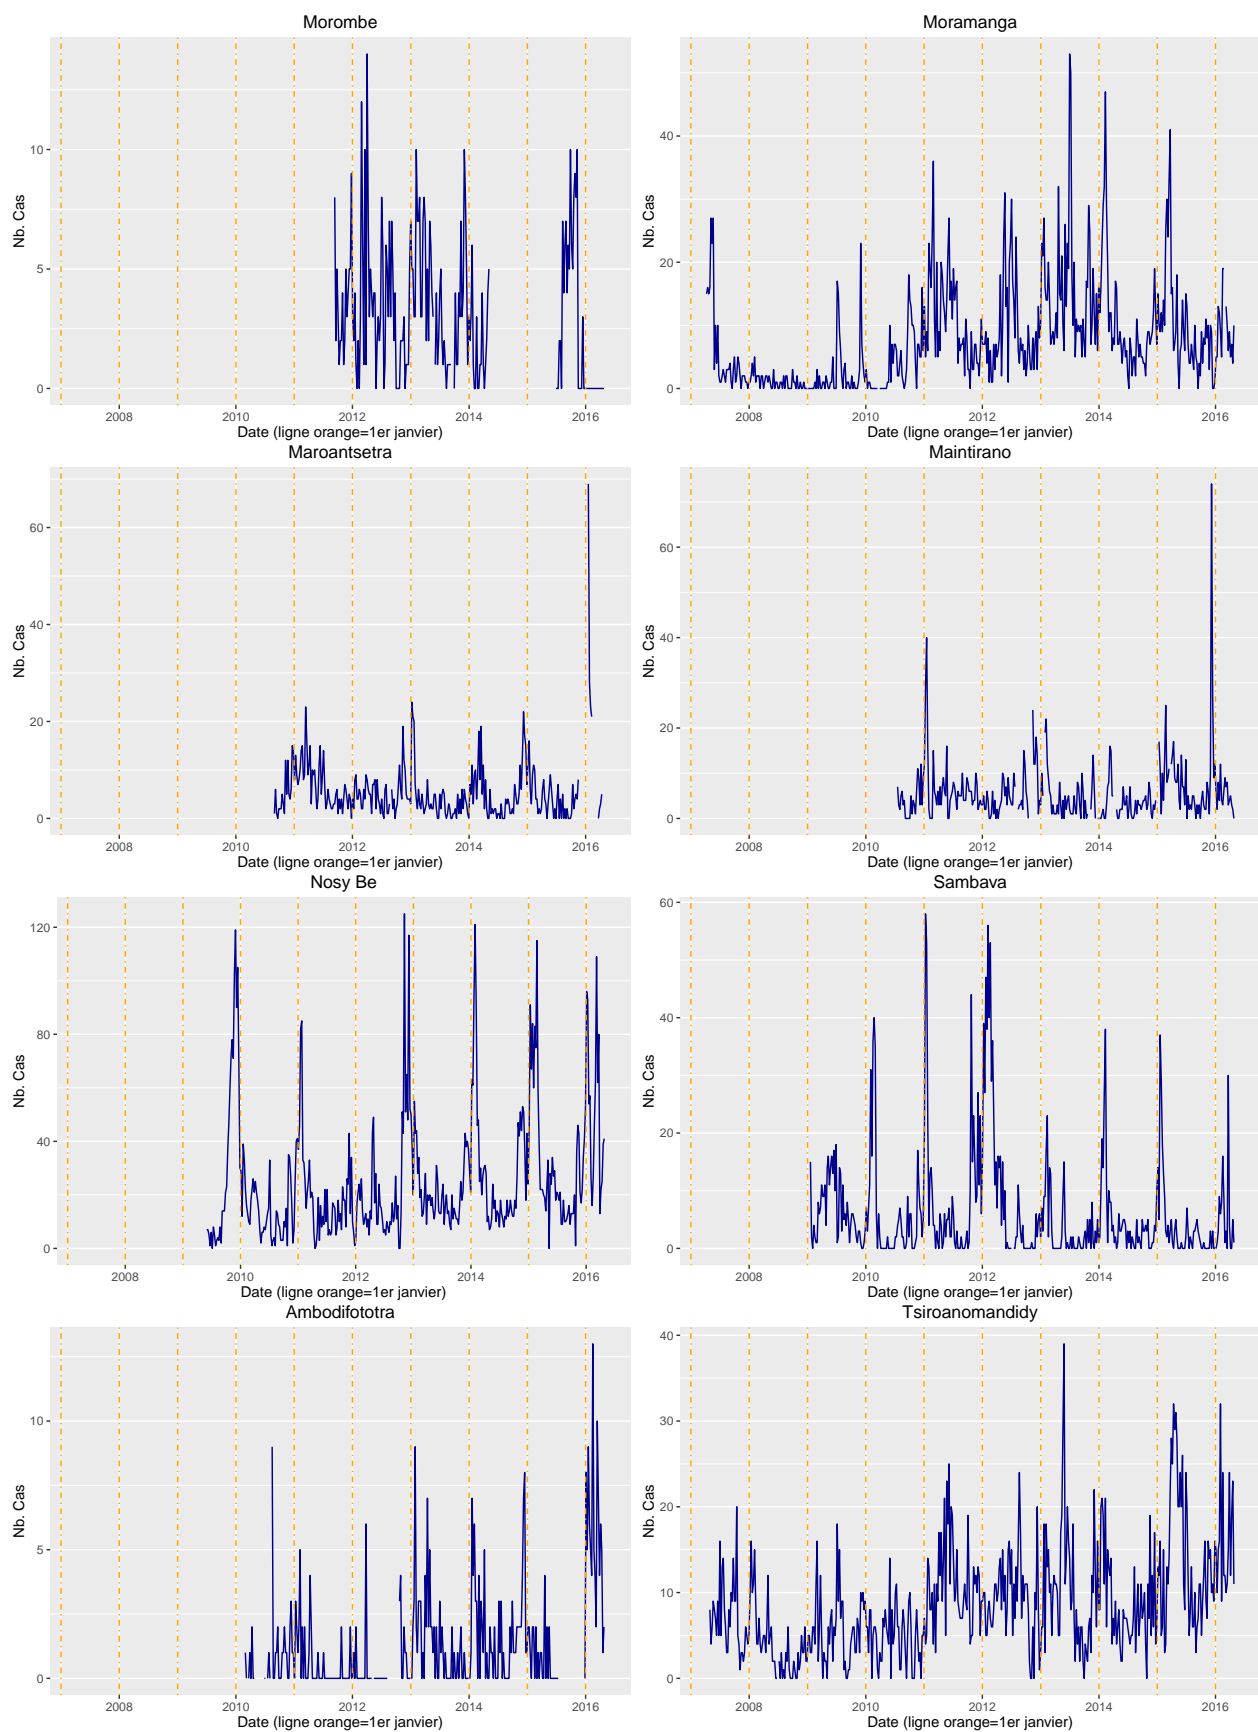 Morombe
Moramanga
Nb. Cas
10
5
0
Nb. Cas
40
20
0
2008 2010 2012 2014 2016
2008 2010 2012 2014 2016
Date (ligne orange=1er janvier)
Date (ligne orange=1er janvier)
Maroantsetra
Maintirano
Nb. Cas
60
40
20
0
Nb. Cas
60
40
20
0
2008 2010 2012 2014 2016
2008 2010 2012 2014 2016
Date (ligne orange=1er janvier)
Date (ligne orange=1er janvier)
Nosy Be
Sambava
Nb. Cas
120
80
40
0
Nb. Cas
60
40
20
0
2008 2010 2012 2014 2016
2008 2010 2012 2014 2016
Date (ligne orange=1er janvier)
Date (ligne orange=1er janvier)
Ambodifototra
Tsiroanomandidy
Nb. Cas
10
5
0
Nb. Cas
40
30
20
10
0
2008 2010 2012 2014 2016
2008 2010 2012 2014 2016
Date (ligne orange=1er janvier)
Date (ligne orange=1er janvier)